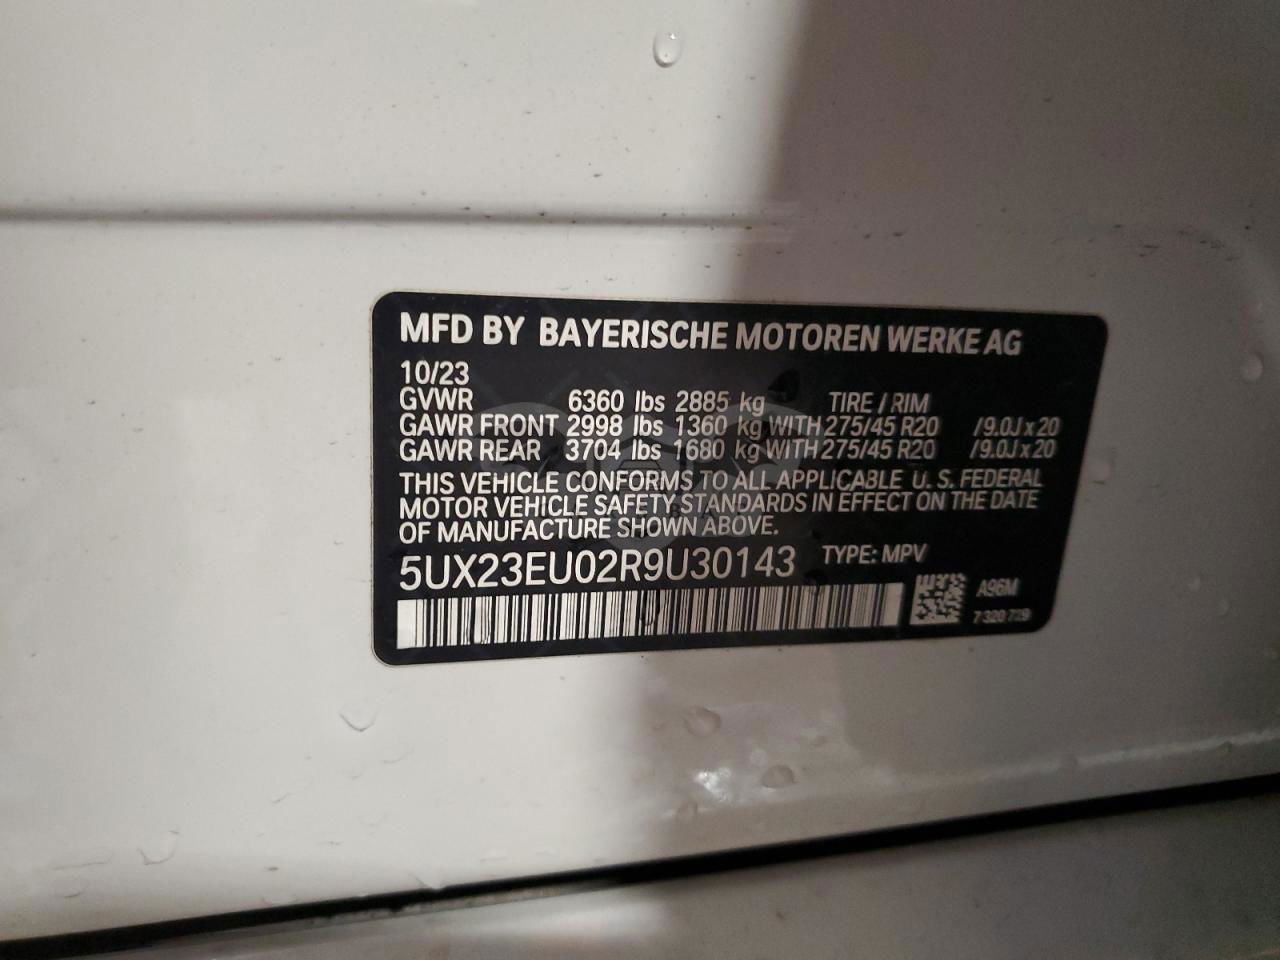 MFD BY BAYERISCHE MOTOREN WERKE AG
10/23
GVWR 6360 lbs 2885 kg TIRE / RIM
GAWR FRONT 2998 lbs 1360 kg WITH 275/45 R20 /9.0J x 20
GAWR REAR 3704 lbs 1680 kg WITH 275/45 R20 /9.0J x 20
THIS VEHICLE CONFORMS TO ALL APPLICABLE U. S. FEDERAL
MOTOR VEHICLE SAFETY STANDARDS IN EFFECT ON THE DATE
OF MANUFACTURE SHOWN ABOVE.
5UX23EU02R9U30143 TYPE: MPV
A96M
7 320 729